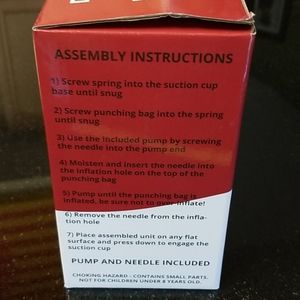 ASSEMBLY INSTRUCTIONS
1) Screw spring into the suction cup
base until snug
2) Screw punching bag into the spring
until snug
3) Use the included pump by screwing
the needle into the pump end
4) Moisten and insert the needle into
the inflation hole on the top of the
punching bag
5) Pump until the punching bag is
inflated, be sure not to over-inflate!
6) Remove the needle from the infla-
tion hole
7) Place assembled unit on any flat
surface and press down to engage the
suction cup
PUMP AND NEEDLE INCLUDED
CHOKING HAZARD - CONTAINS SMALL PARTS.
NOT FOR CHILDREN UNDER 8 YEARS OLD.